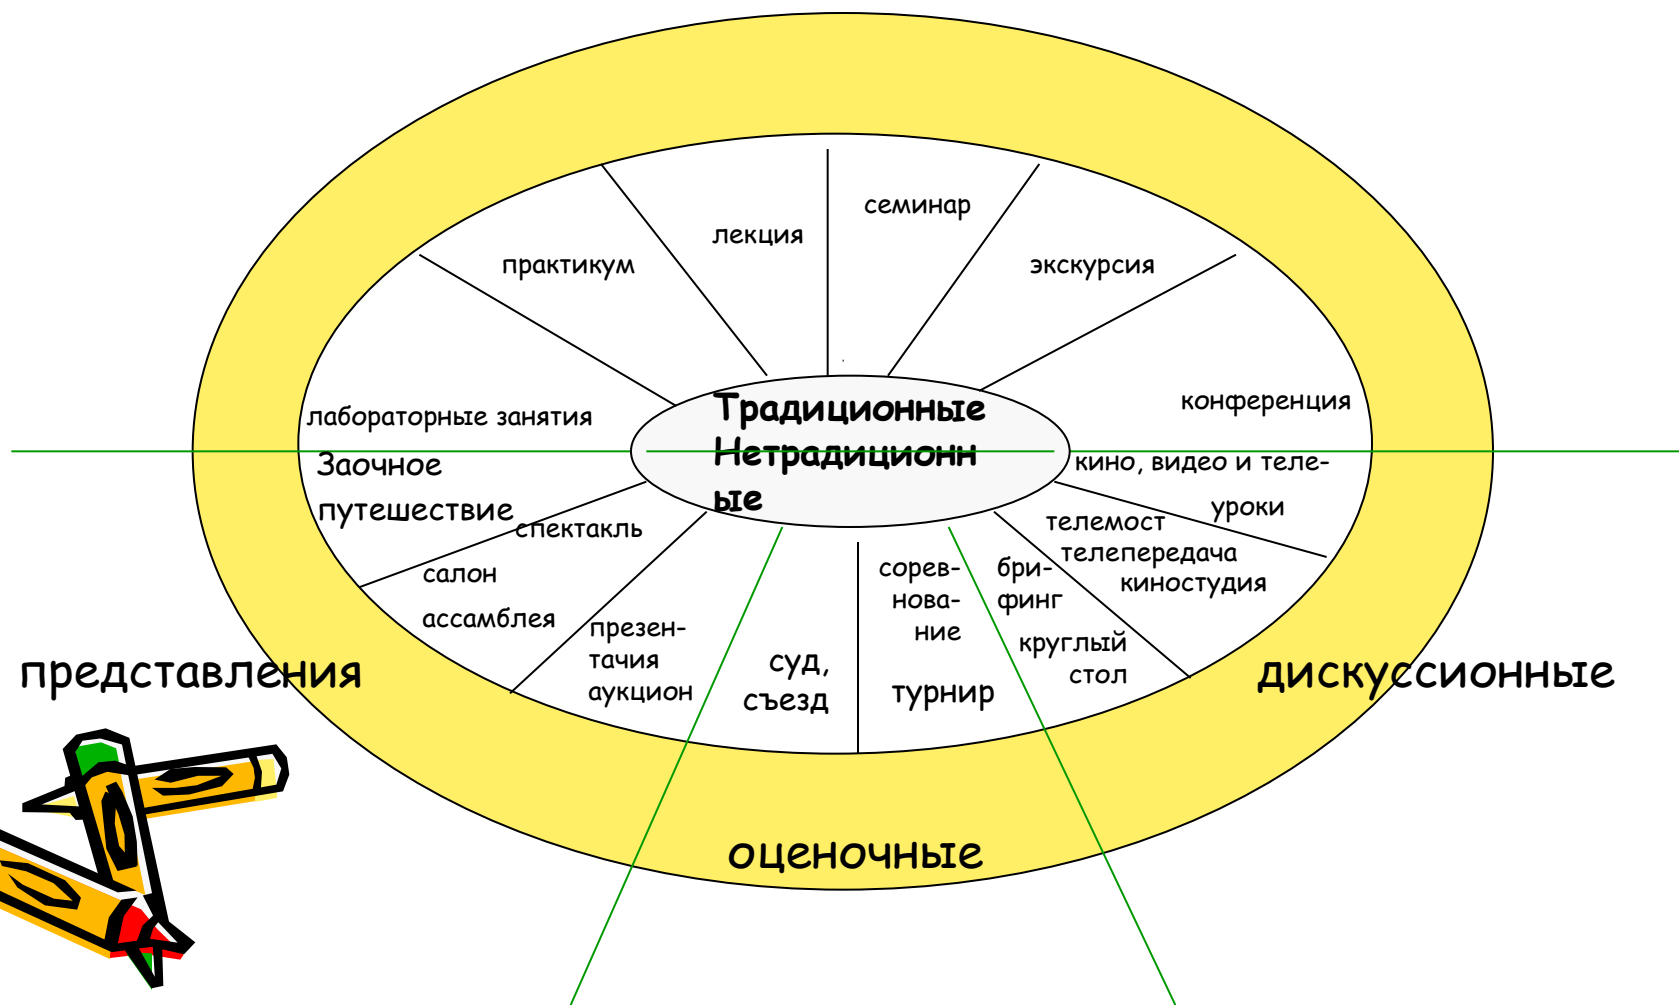 семинар
лекция
практикум
экскурсия
конференция
лабораторные занятия
Традиционные
Нетрадиционн
ые
Заочное
путешествие
кино, видео и теле-
уроки
спектакль
салон
ассамблея
телемост
телепередача
киностудия
презен-
тачия
аукцион
суд,
съезд
сорев-
нова-
ние
турнир
бри-
финг
круглый
стол
представления
дискуссионные
оценочные